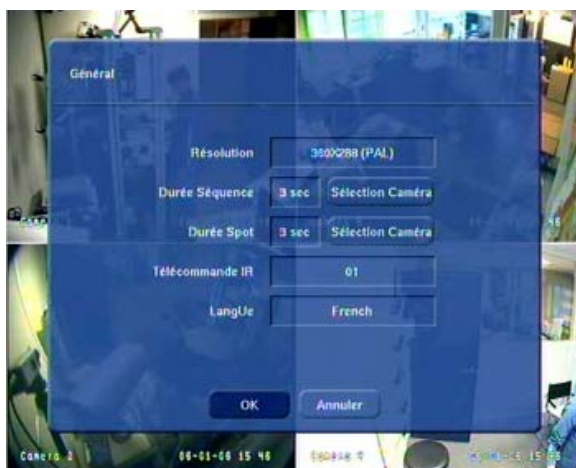 Général
Résolution 360X288 (PAL)
Durée Séquence 3 sec Sélection Caméra
Durée Spot 3 sec Sélection Caméra
Télécommande IR 01
LangUe French
OK Annuler
06-01-06 15 46